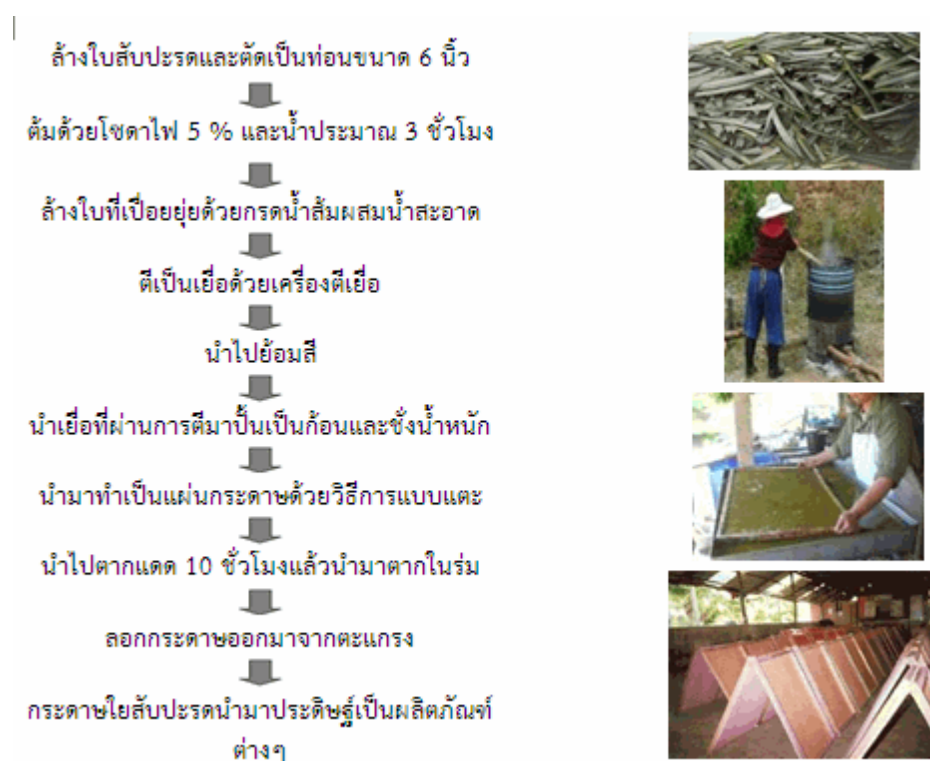 ล้างใบสับปะรดและตัดเป็นท่อนขนาด 6 นิ้ว
ต้มด้วยโซดาไฟ 5 % และน้ำประมาณ 3 ชั่วโมง
ล้างใบที่เปื่อยยุ่ยด้วยกรดน้ำส้มผสมน้ำสะอาด
ตีเป็นเยื่อด้วยเครื่องตีเยื่อ
นำไปย้อมสี
นำเยื่อที่ผ่านการตีมาปั้นเป็นก้อนและชั่งน้ำหนัก
นำมาทำเป็นแผ่นกระดาษด้วยวิธีการแบบแตะ
นำไปตากแดด 10 ชั่วโมงแล้วนำมาตากในร่ม
ลอกกระดาษออกมาจากตะแกรง
กระดาษใยสับปะรดนำมาประดิษฐ์เป็นผลิตภัณฑ์
ต่างๆ